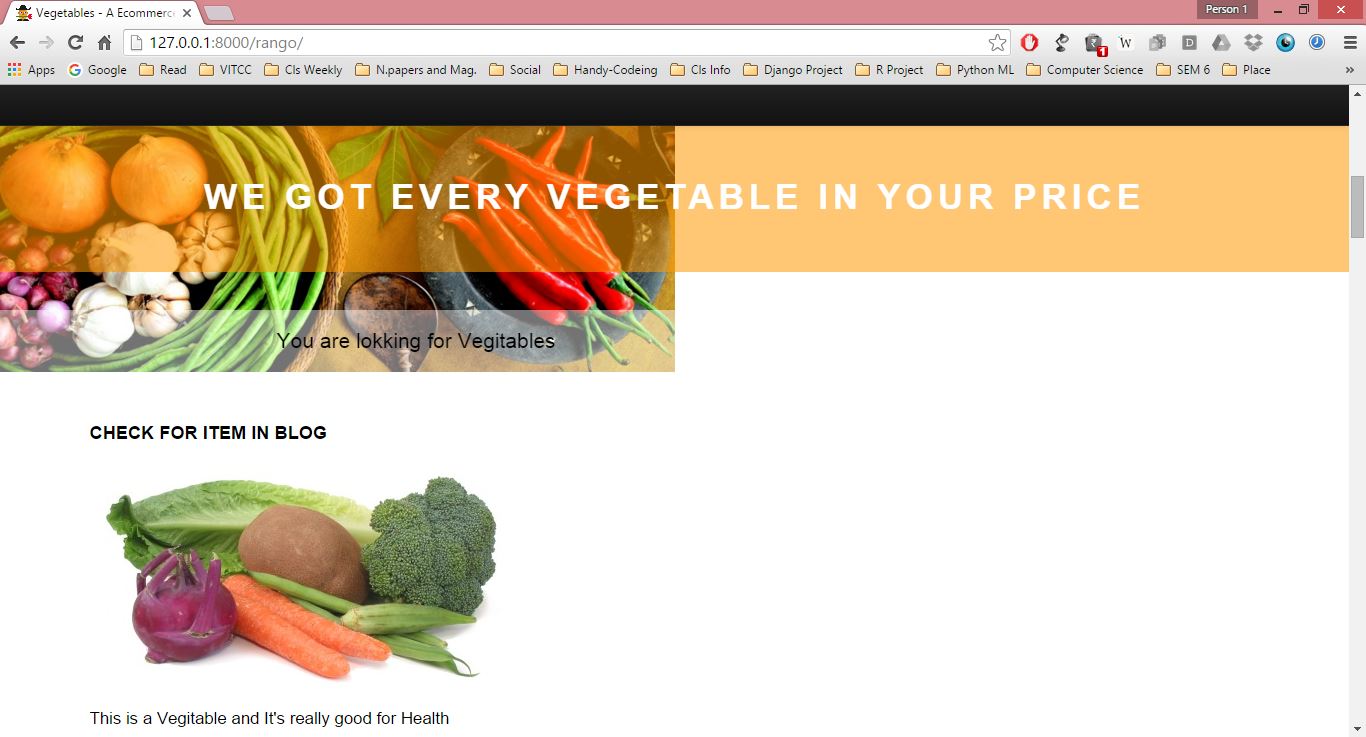 Vegetables - A Ecommerc
Person 1
127.0.0.1:8000/rango/
1
W
D
Apps
Google
Read
VITCC
Cls Weekly
N.papers and Mag.
Social
Handy-Codeing
Cls Info
Django Project
R Project
Python ML
Computer Science
SEM 6
Place
»
WE GOT EVERY VEGETABLE IN YOUR PRICE
You are lokking for Vegitables
CHECK FOR ITEM IN BLOG
This is a Vegitable and It's really good for Health